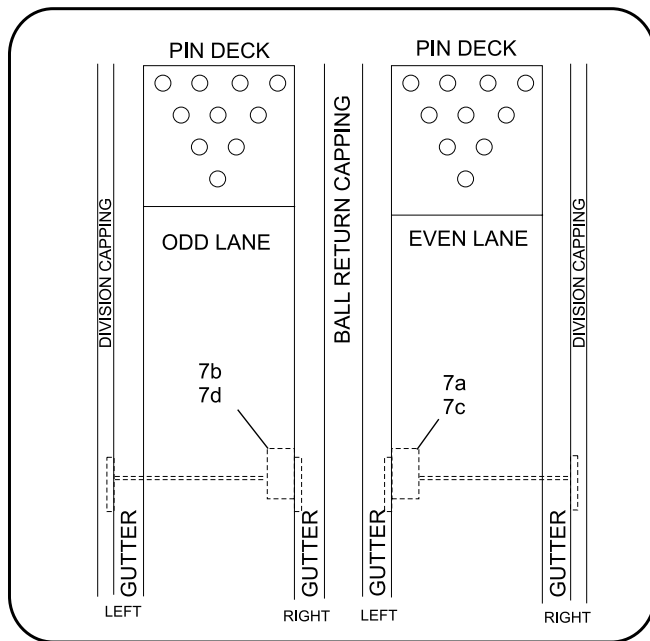 PIN DECK
PIN DECK
DIVISION CAPPING
BALL RETURN CAPPING
DIVISION CAPPING
ODD LANE
EVEN LANE
7b
7d
7a
7c
GUTTER
GUTTER
GUTTER
GUTTER
LEFT
RIGHT
LEFT
RIGHT